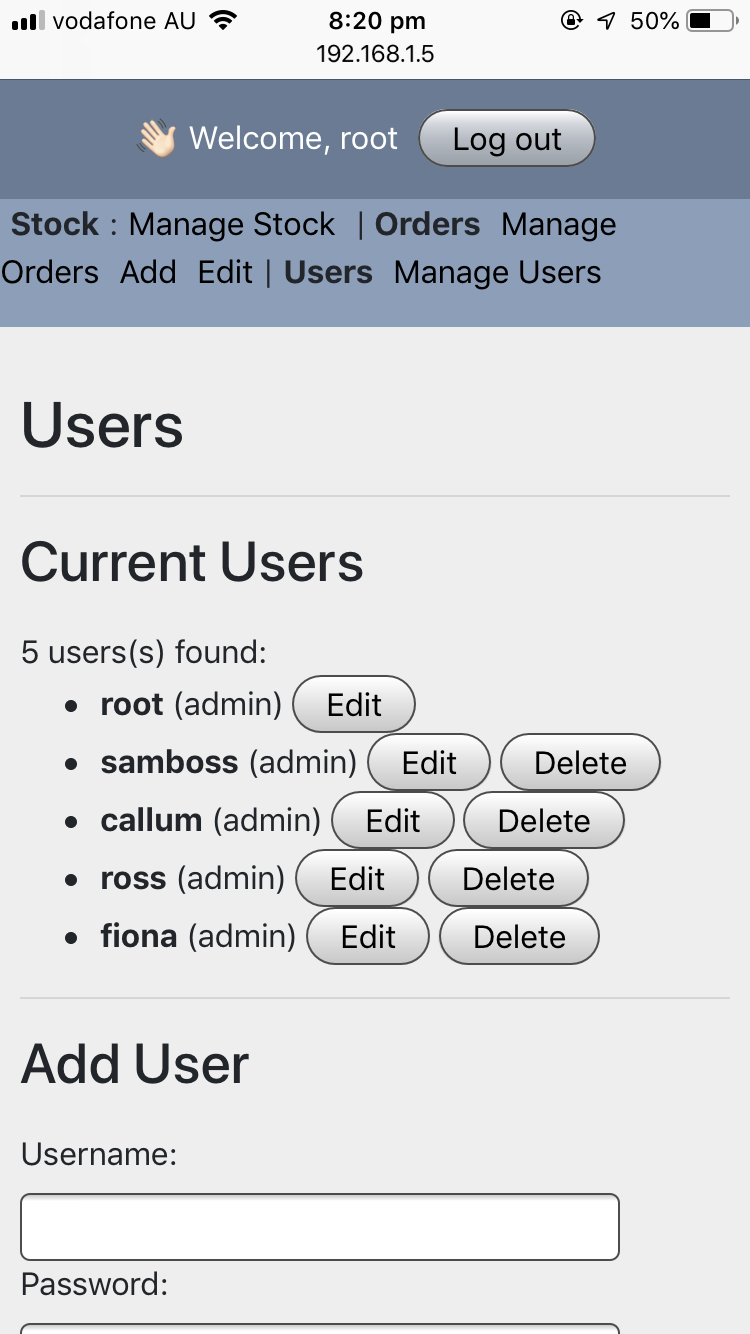 vodafone AU 8:20 pm 50%
192.168.1.5
👋🏻 Welcome, root Log out
Stock : Manage Stock | Orders Manage
Orders Add Edit | Users Manage Users
Users
Current Users
5 users(s) found:
• root (admin) Edit
• samboss (admin) Edit Delete
• callum (admin) Edit Delete
• ross (admin) Edit Delete
• fiona (admin) Edit Delete
Add User
Username:
Password: